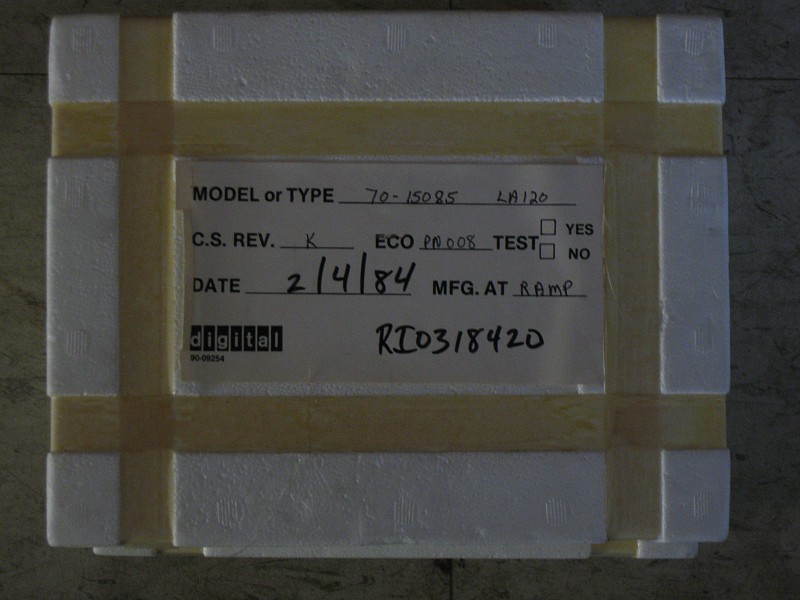 MODEL or TYPE 70-15085 LA120
C.S. REV. K ECO PN008 TEST YES
NO
DATE 2/4/84 MFG. AT RAMP
digital RI0318420
90-09254